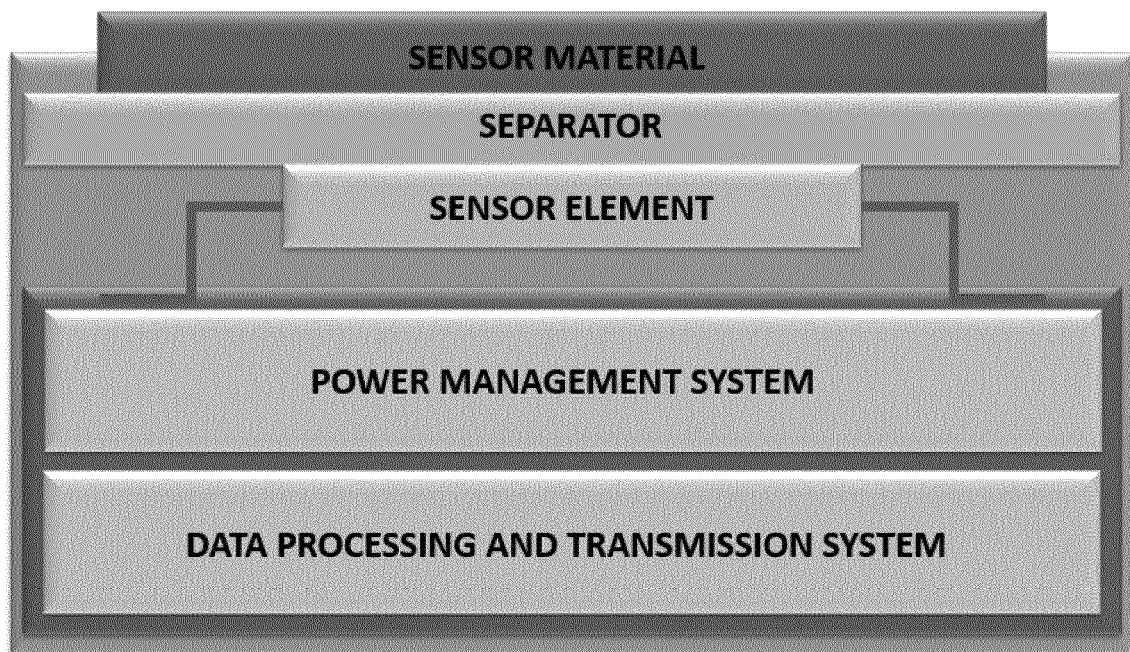 SENSOR MATERIAL
SEPARATOR
SENSOR ELEMENT
POWER MANAGEMENT SYSTEM
DATA PROCESSING AND TRANSMISSION SYSTEM